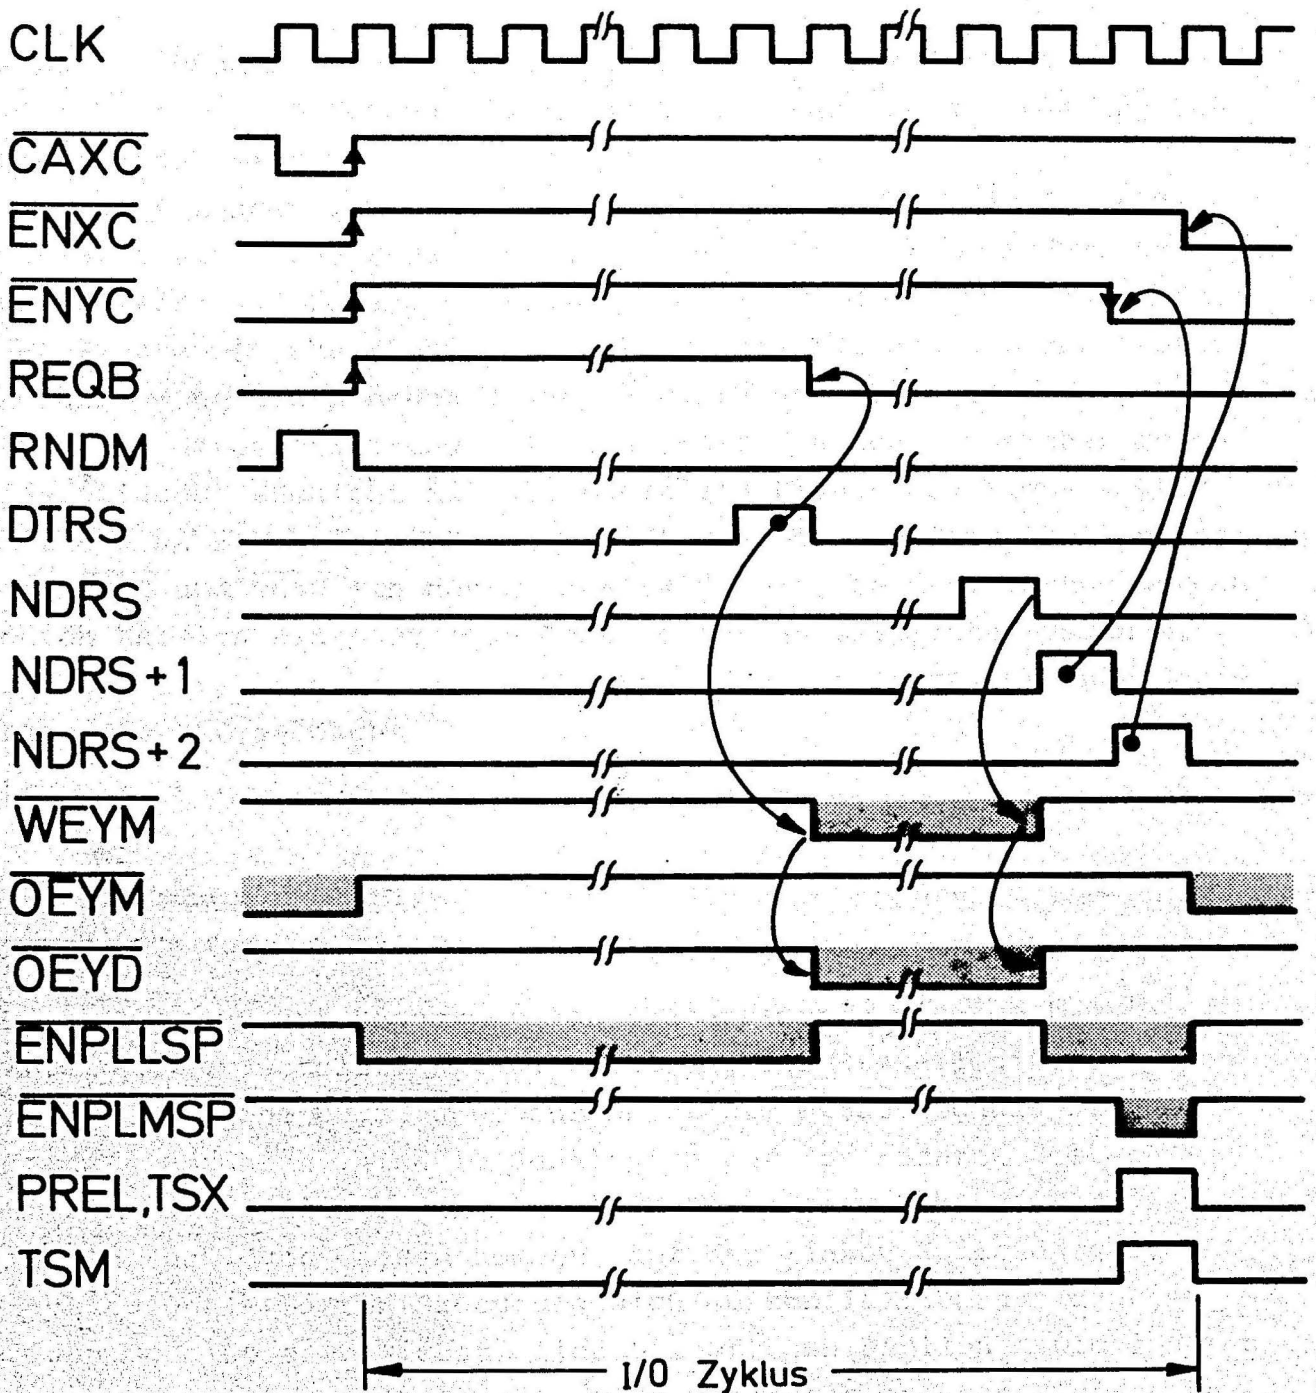 CLK
CAXC
ENXC
ENYC
REQB
RNDM
DTRS
NDRS
NDRS+1
NDRS+2
WEYM
OEYM
OEYD
ENPLLSP
ENPLMSP
PREL,TSX
TSM
I/O Zyklus